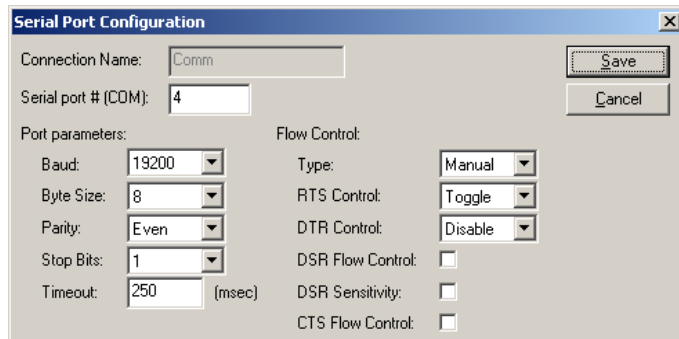 Serial Port Configuration
Connection Name: Comm
Save
Serial port # (COM): 4
Cancel
Port parameters:
Flow Control:
Baud: 19200
Type: Manual
Byte Size: 8
RTS Control: Toggle
Parity: Even
DTR Control: Disable
Stop Bits: 1
DSR Flow Control:
Timeout: 250 (msec)
DSR Sensitivity:
CTS Flow Control: